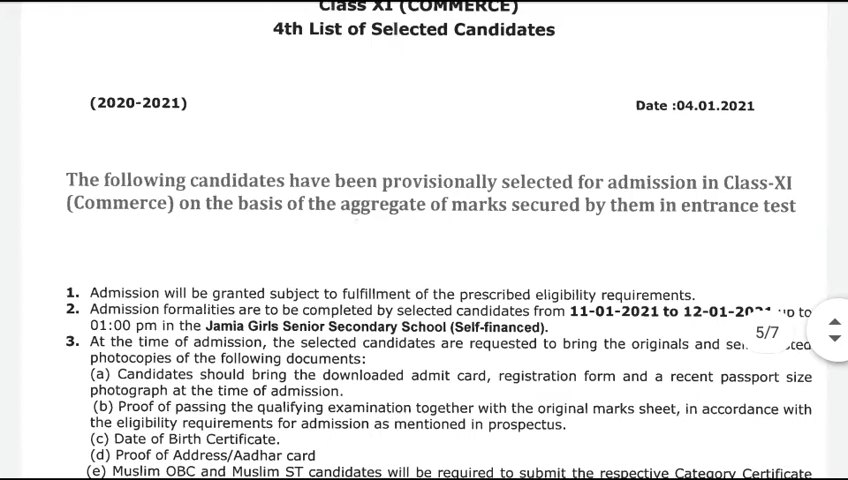 Class XI (COMMERCE)
4th List of Selected Candidates
(2020-2021)
Date :04.01.2021
The following candidates have been provisionally selected for admission in Class-XI
(Commerce) on the basis of the aggregate of marks secured by them in entrance test
1. Admission will be granted subject to fulfillment of the prescribed eligibility requirements.
2. Admission formalities are to be completed by selected candidates from 11-01-2021 to 12-01-2021 up to
01:00 pm in the Jamia Girls Senior Secondary School (Self-financed).
3. At the time of admission, the selected candidates are requested to bring the originals and
photocopies of the following documents:
5/7
(a) Candidates should bring the downloaded admit card, registration form and a recent passport size
photograph at the time of admission.
(b) Proof of passing the qualifying examination together with the original marks sheet, in accordance with
the eligibility requirements for admission as mentioned in prospectus.
(c) Date of Birth Certificate.
(d) Proof of Address/Aadhar card
(e) Muslim OBC and Muslim ST candidates will be required to submit the respective Category Certificate